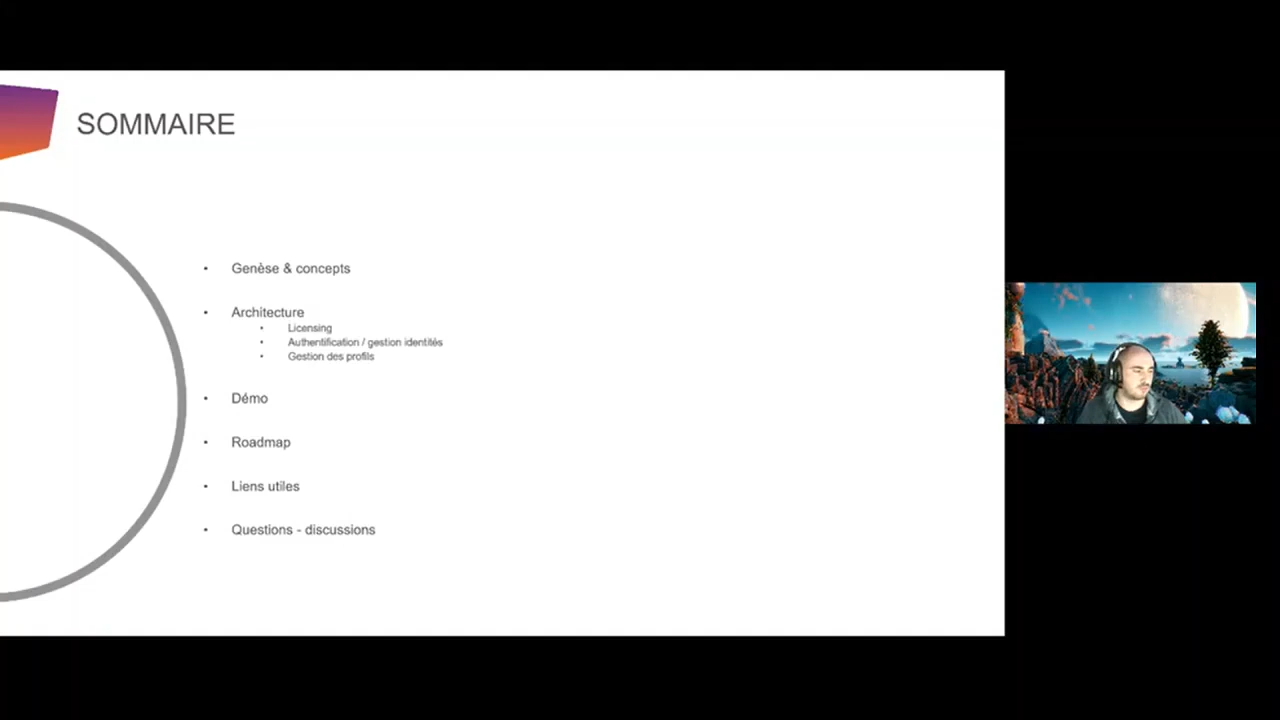 SOMMAIRE
• Genèse & concepts
• Architecture
• Licensing
• Authentification / gestion identités
• Gestion des profils
• Démo
• Roadmap
• Liens utiles
• Questions - discussions